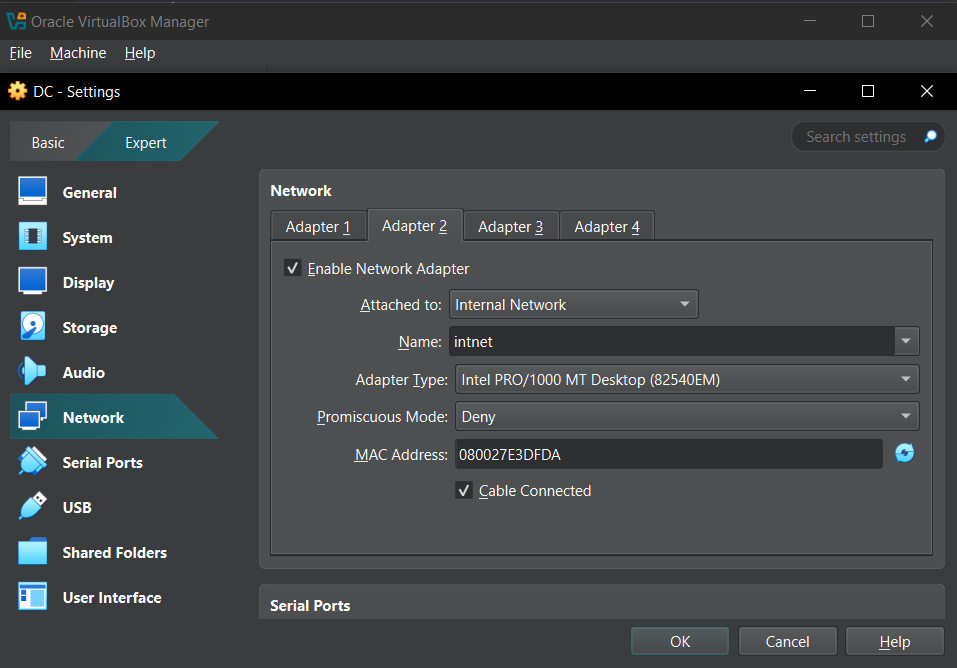 Oracle VirtualBox Manager
File Machine Help
DC - Settings
Basic Expert
Search settings
General
System
Display
Storage
Audio
Network
Serial Ports
USB
Shared Folders
User Interface
Network
Adapter 1 Adapter 2 Adapter 3 Adapter 4
Enable Network Adapter
Attached to: Internal Network
Name: intnet
Adapter Type: Intel PRO/1000 MT Desktop (82540EM)
Promiscuous Mode: Deny
MAC Address: 080027E3DFDA
Cable Connected
Serial Ports
OK Cancel Help